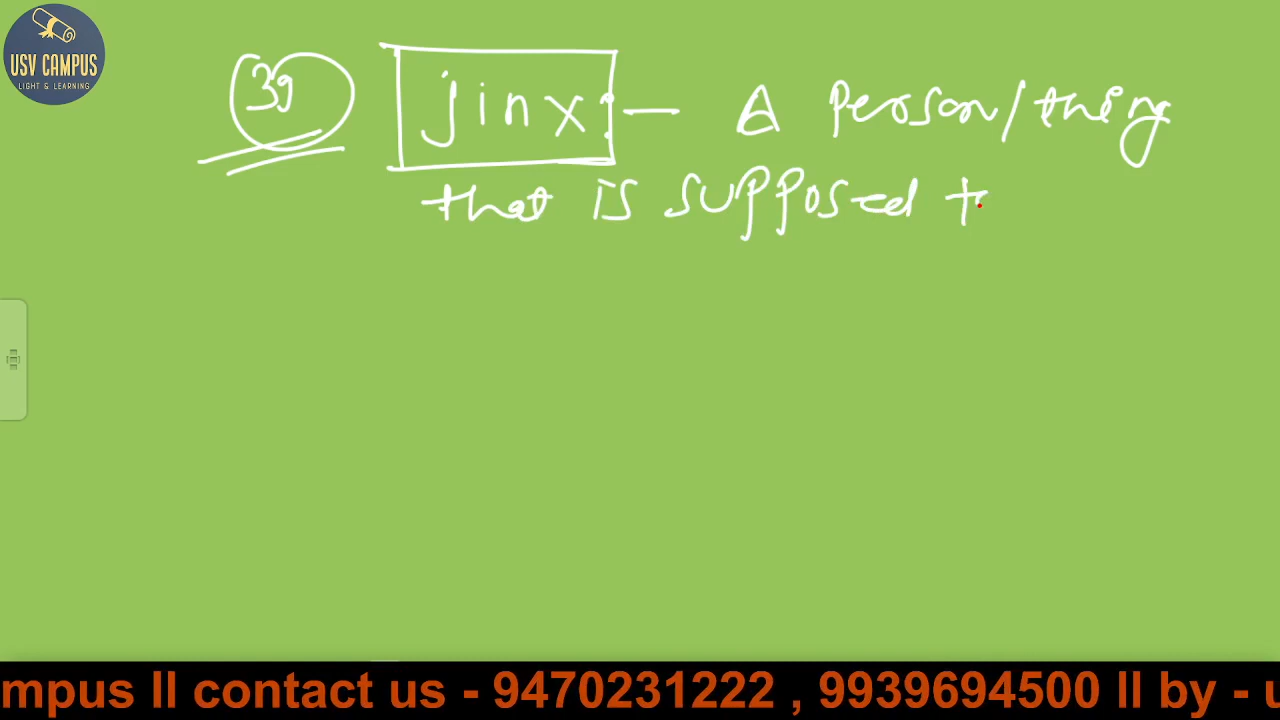 USV CAMPUS
LIGHT & LEARNING
39 jinx:- A person/thing
that is supposed t
mpus ll contact us - 9470231222 , 9939694500 ll by - u